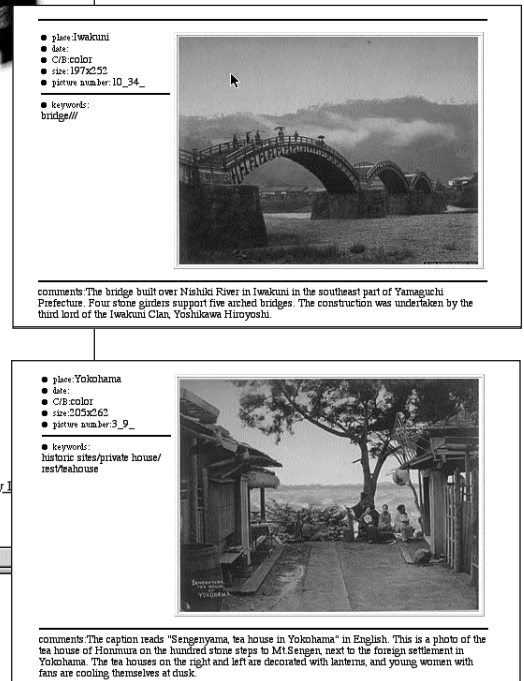 place:Iwakuni
date:
C/B:color
size:197x252
picture number:10_34_
keywords:
bridge///
comments:The bridge built over Nishiki River in Iwakuni in the southeast part of Yamaguchi
Prefecture. Four stone girders support five arched bridges. The construction was undertaken by the
third lord of the Iwakuni Clan, Yoshikawa Hiroyoshi.
place:Yokohama
date:
C/B:color
size:205x262
picture number:3_9_
keywords:
historic sites/private house/
rest/teahouse
SENGENYAMA,
TEA HOUSE
YOKOHAMA.
comments:The caption reads "Sengenyama, tea house in Yokohama" in English. This is a photo of the
tea house of Honmura on the hundred stone steps to Mt.Sengen, next to the foreign settlement in
Yokohama. The tea houses on the right and left are decorated with lanterns, and young women with
fans are cooling themselves at dusk.